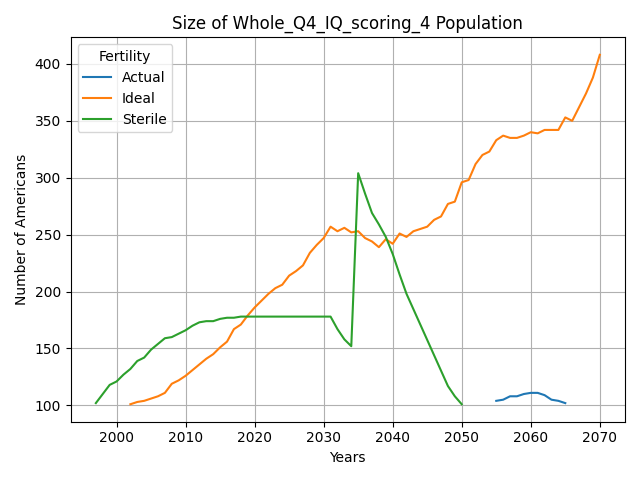 Size of Whole_Q4_IQ_scoring_4 Population
Fertility
Actual
Ideal
Sterile
Number of Americans
400
350
300
250
200
150
100
2000
2010
2020
2030
2040
2050
2060
2070
Years